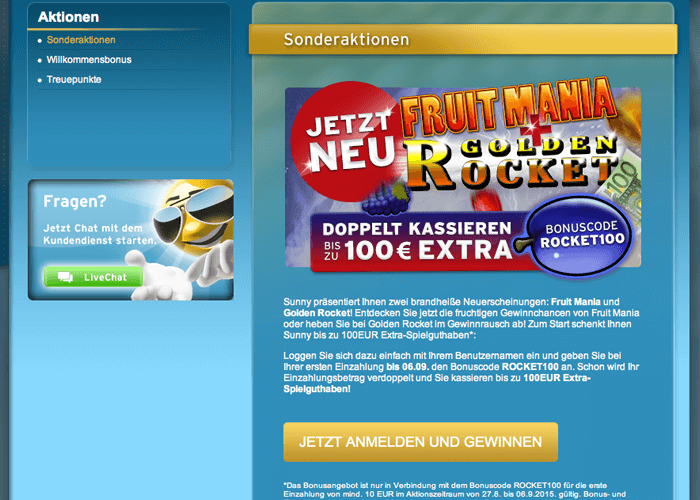 Aktionen
Sonderaktionen
Willkommensbonus
Treuepunkte
Fragen?
Jetzt Chat mit dem
Kundendienst starten.
LiveChat
Sonderaktionen
JETZT
NEU
FRUIT MANIA
+
GOLDEN
ROCKET
100
DOPPELT KASSIEREN
BIS ZU 100€ EXTRA
BONUSCODE
ROCKET100
Sunny präsentiert Ihnen zwei brandheiße Neuerscheinungen: Fruit Mania und
Golden Rocket! Entdecken Sie jetzt die fruchtigen Gewinnchancen von Fruit Mania
oder heben Sie bei Golden Rocket im Gewinnrausch ab! Zum Start schenkt Ihnen
Sunny bis zu 100EUR Extra-Spielguthaben*:
Loggen Sie sich dazu einfach mit Ihrem Benutzernamen ein und geben Sie bei
Ihrer ersten Einzahlung bis 06.09. den Bonuscode ROCKET100 an. Schon wird Ihr
Einzahlungsbetrag verdoppelt und Sie kassieren bis zu 100EUR Extra-
Spielguthaben!
JETZT ANMELDEN UND GEWINNEN
*Das Bonusangebot ist nur in Verbindung mit dem Bonuscode ROCKET100 für die erste
Einzahlung von mind. 10 EUR im Aktionszeitraum von 27.8. bis 06.9.2015. gültig. Bonus- und